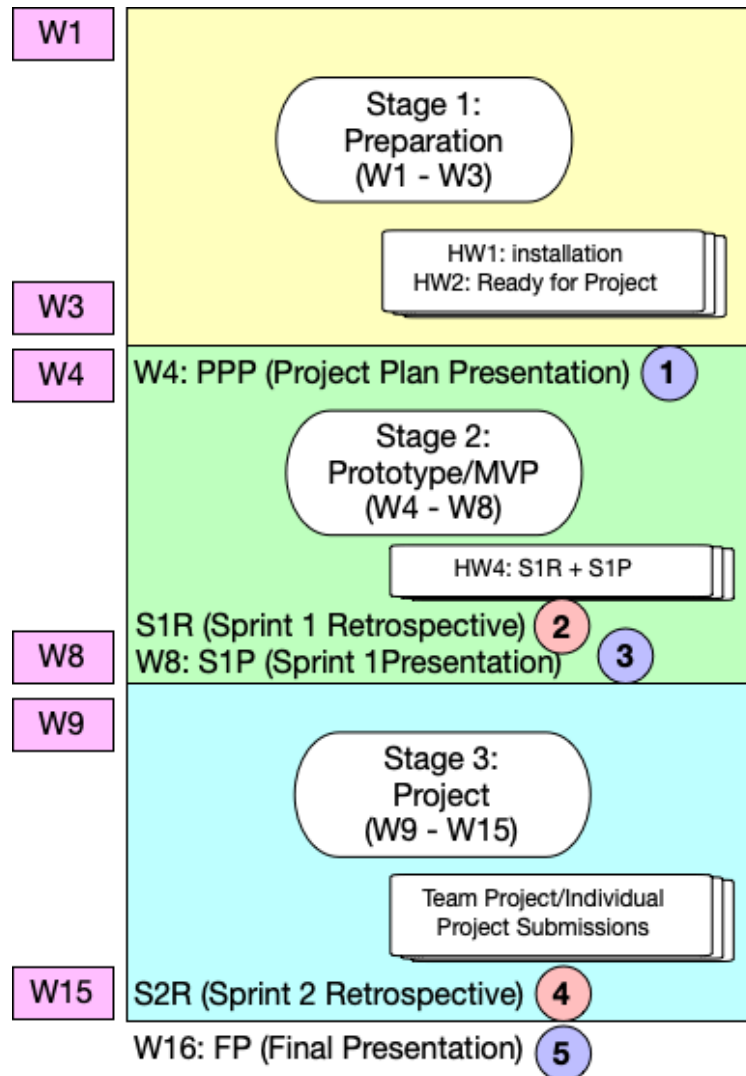 W1
Stage 1:
Preparation
(W1 - W3)
HW1: installation
HW2: Ready for Project
W3
W4
W4: PPP (Project Plan Presentation) 1
Stage 2:
Prototype/MVP
(W4 - W8)
HW4: S1R + S1P
S1R (Sprint 1 Retrospective) 2
W8
W8: S1P (Sprint 1Presentation) 3
W9
Stage 3:
Project
(W9 - W15)
Team Project/Individual
Project Submissions
W15
S2R (Sprint 2 Retrospective) 4
W16: FP (Final Presentation) 5